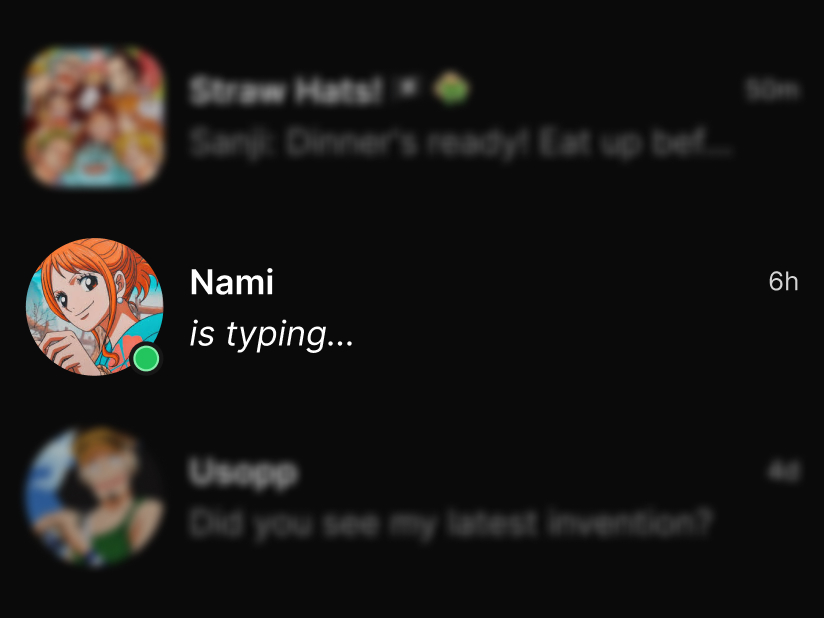 Straw Hats! 🏴‍☠️
50m
Sanji: Dinner's ready! Eat up bef...
Nami
6h
is typing...
Usopp
4d
Did you see my latest invention?